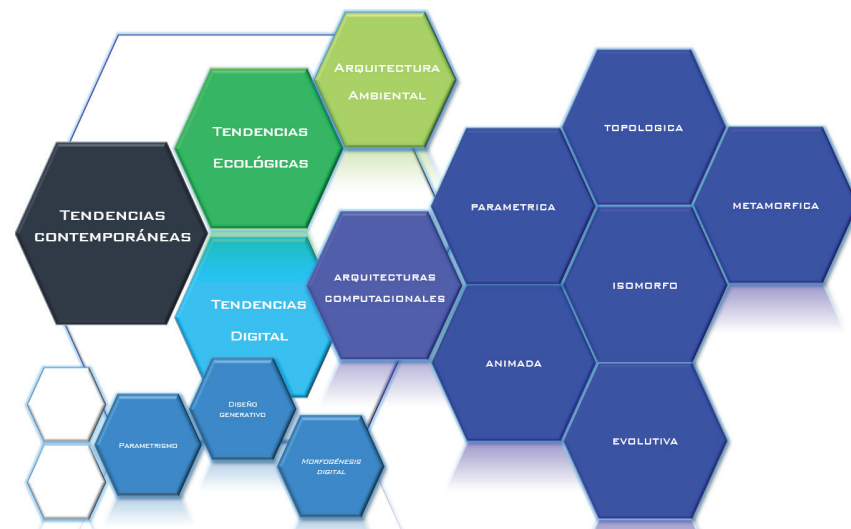 Tendencias
contemporáneas
Tendencias
Ecológicas
Arquitectura
Ambiental
Tendencias
Digital
arquitecturas
computacionales
Parametrismo
Diseño
generativo
Morfogénesis
digital
parametrica
topologica
metamorfica
isomorfo
animada
evolutiva